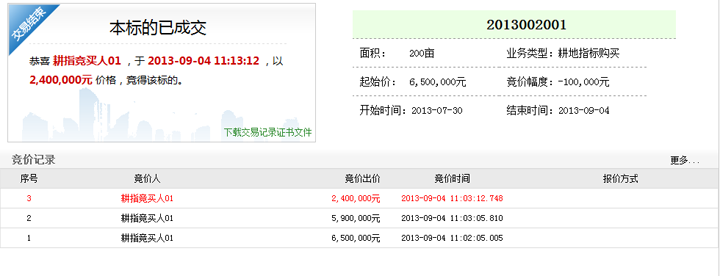 交易结束
本标的已成交
恭喜 耕指竞买人01 ，于 2013-09-04 11:13:12 ，以
2,400,000元 价格，竞得该标的。
下载交易记录证书文件
2013002001
面积： 200亩 业务类型：耕地指标购买
起始价： 6,500,000元 竞价幅度：-100,000元
开始时间：2013-07-30 结束时间：2013-09-04
竞价记录 更多...
序号 竞价人 竞价出价 竞价时间 报价方式
3 耕指竞买人01 2,400,000元 2013-09-04 11:03:12.748
2 耕指竞买人01 5,900,000元 2013-09-04 11:03:05.810
1 耕指竞买人01 6,500,000元 2013-09-04 11:02:05.005